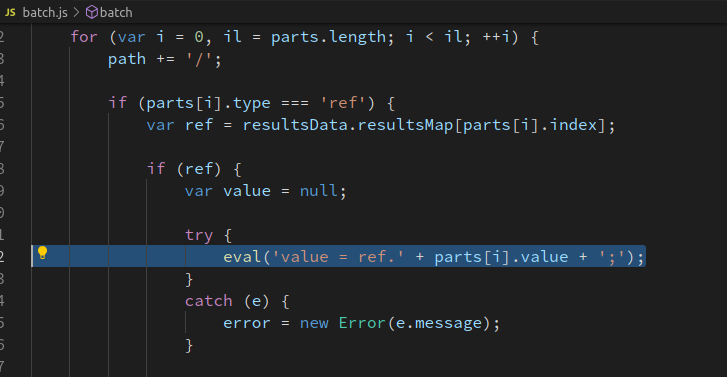 JS batch.js > batch
2 for (var i = 0, il = parts.length; i < il; ++i) {
3 path += '/';
4
5 if (parts[i].type === 'ref') {
6 var ref = resultsData.resultsMap[parts[i].index];
7
8 if (ref) {
9 var value = null;
0
1 try {
2 eval('value = ref.' + parts[i].value + ';');
3 }
4 catch (e) {
5 error = new Error(e.message);
6 }
7